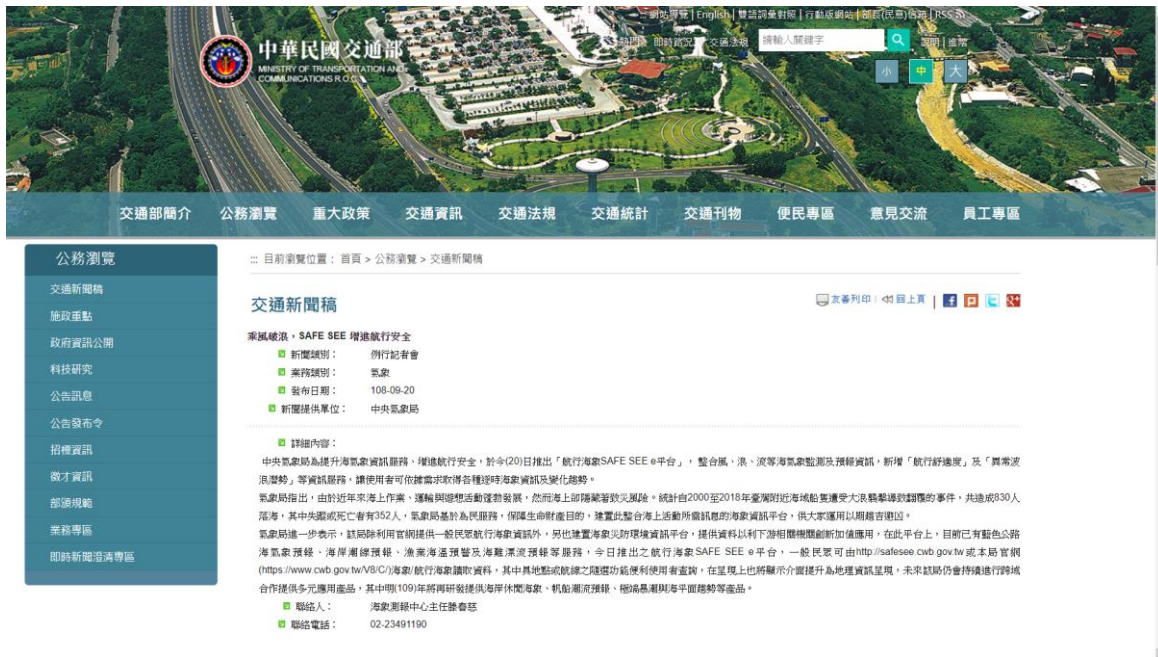 ::: 網站導覽 | English | 雙語詞彙對照 | 行動版網站 | 部長(民意)信箱 | RSS
中華民國交通部
MINISTRY OF TRANSPORTATION AND
COMMUNICATIONS R.O.C.
即時路況 交通法規 請輸入關鍵字 說明 | 進階
小 中 大
交通部簡介 公務瀏覽 重大政策 交通資訊 交通法規 交通統計 交通刊物 便民專區 意見交流 員工專區
公務瀏覽
交通新聞稿
施政重點
政府資訊公開
科技研究
公告訊息
公告發布令
招標資訊
徵才資訊
部頒規範
業務專區
即時新聞澄清專區
::: 目前瀏覽位置： 首頁 > 公務瀏覽 > 交通新聞稿
交通新聞稿
友善列印 | 回上頁 |
乘風破浪，SAFE SEE 增進航行安全
新聞類別： 例行記者會
業務類別： 氣象
發布日期： 108-09-20
新聞提供單位： 中央氣象局
詳細內容：
中央氣象局為提升海氣象資訊服務、增進航行安全，於今(20)日推出「航行海象SAFE SEE e平台」， 整合風、浪、流等海氣象監測及預報資訊，新增「航行舒適度」及「異常波
浪潛勢」等資訊服務，讓使用者可依據需求取得各種逐時海象資訊及變化趨勢。
氣象局指出，由於近年來海上作業、運輸與遊憩活動蓬勃發展，然而海上卻隱藏著致災風險。統計自2000至2018年臺灣附近海域船隻遭受大浪襲擊導致翻覆的事件，共造成830人
落海，其中失蹤或死亡者有352人，氣象局基於為民服務，保障生命財產目的，建置此整合海上活動所需訊息的海象資訊平台，供大家運用以期趨吉避凶。
氣象局進一步表示，該局除利用官網提供一般民眾航行海象資訊外，另也建置海象災防環境資訊平台，提供資料以利下游相關機關創新加值應用，在此平台上，目前已有藍色公路
海氣象預報、海岸潮線預報、漁業海溫預警及海難漂流預報等服務，今日推出之航行海象SAFE SEE e平台，一般民眾可由http://safesee.cwb.gov.tw或本局官網
(https://www.cwb.gov.tw/V8/C/)海象/航行海象讀取資料，其中具地點或航線之隨選功能便利使用者查詢，在呈現上也將顯示介面提升為地理資訊呈現，未來該局仍會持續進行跨域
合作提供多元應用產品，其中明(109)年將再研發提供海岸休閒海象、帆船潮流預報、極端暴潮與海平面趨勢等產品。
聯絡人： 海象測報中心主任滕春慈
聯絡電話： 02-23491190